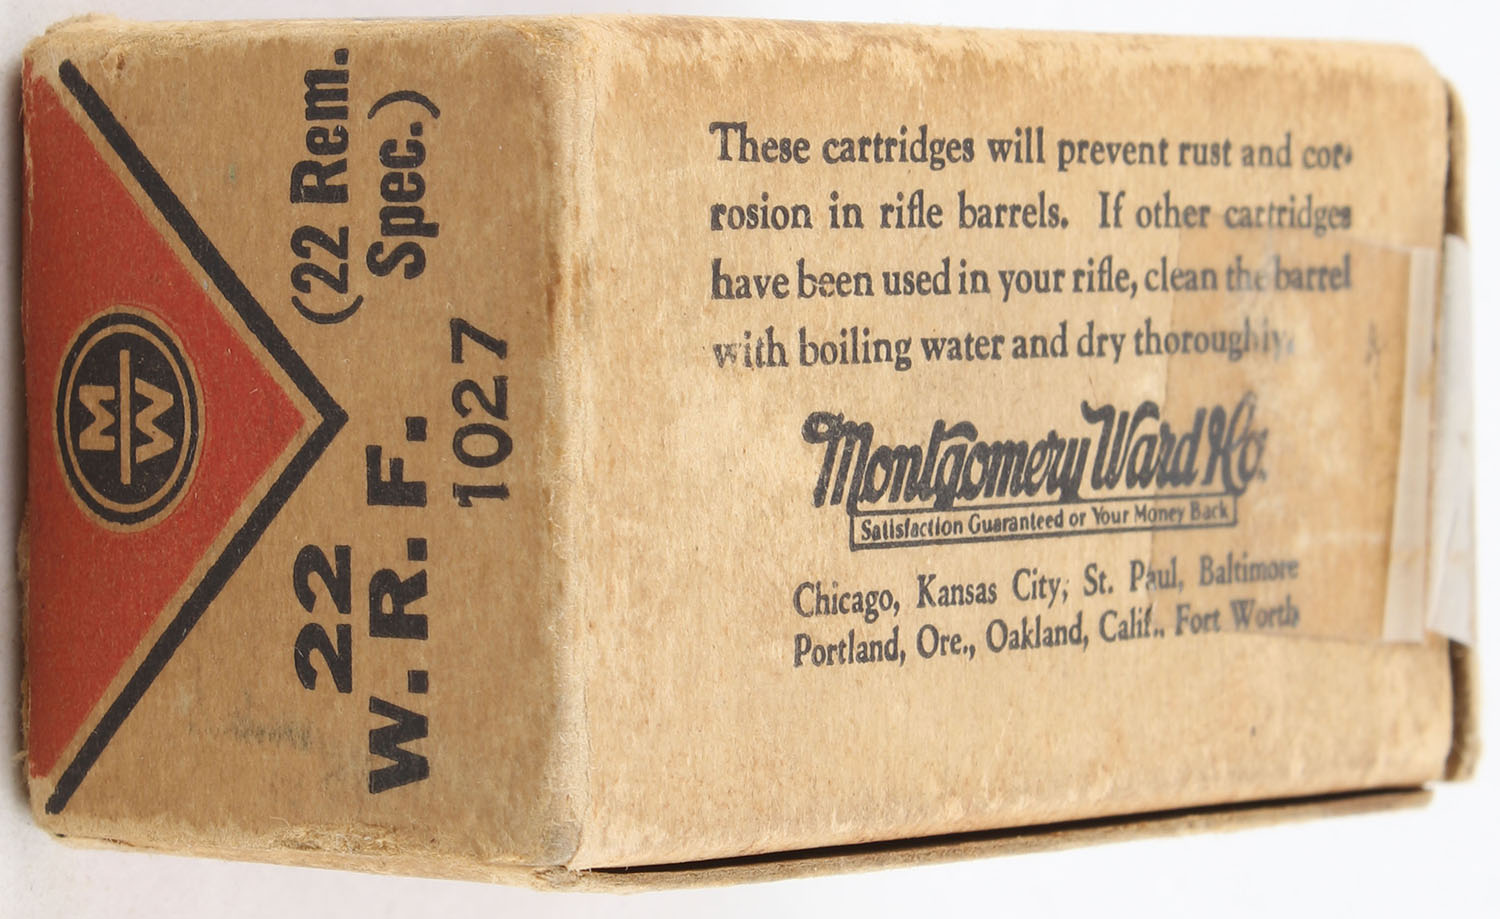 M
W
22 (22 Rem.
W.R.F. Spec.)
1027
These cartridges will prevent rust and cor-
rosion in rifle barrels. If other cartridges
have been used in your rifle, clean the barrel
with boiling water and dry thoroughly.
Montgomery Ward & Co.
Satisfaction Guaranteed or Your Money Back
Chicago, Kansas City, St. Paul, Baltimore
Portland, Ore., Oakland, Calif., Fort Worth